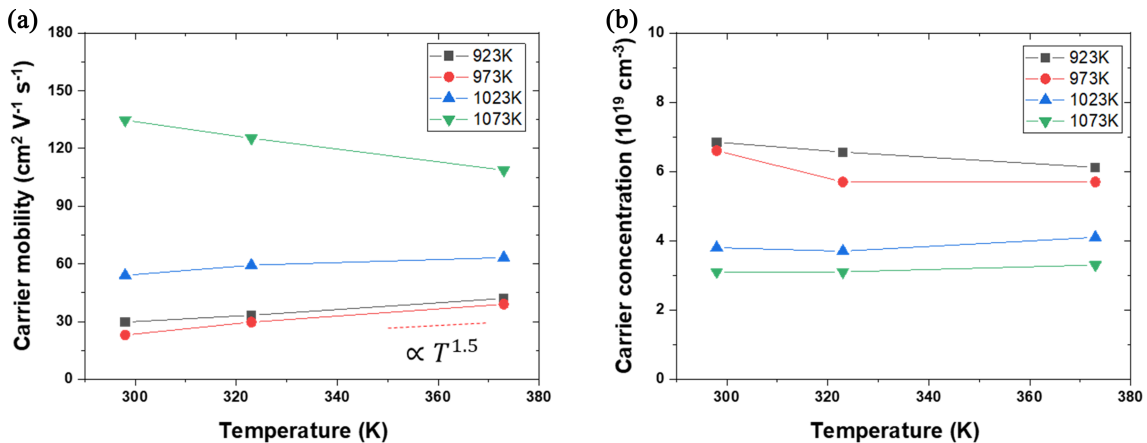 (a)
180
150
120
90
60
30
0
300
320
340
360
380
Carrier mobility (cm² V⁻¹ s⁻¹)
Temperature (K)
923K
973K
1023K
1073K
∝ T¹·⁵
(b)
10
8
6
4
2
0
300
320
340
360
380
Carrier concentration (10¹⁹ cm⁻³)
Temperature (K)
923K
973K
1023K
1073K